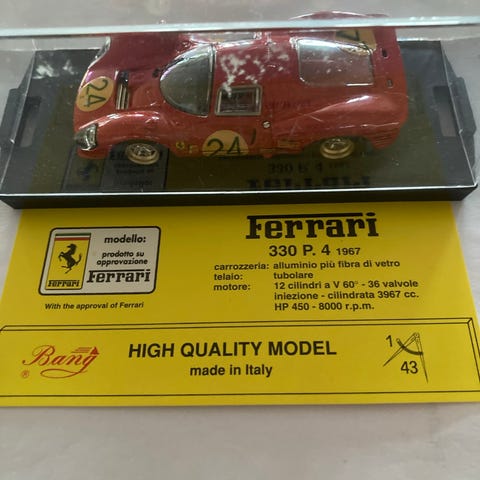 24
24
Ferrari
330 P. 4 1967
modello:
prodotto su
approvazione
Ferrari
Ferrari
With the approval of Ferrari
carrozzeria: alluminio più fibra di vetro
telaio: tubolare
motore: 12 cilindri a V 60° - 36 valvole
iniezione - cilindrata 3967 cc.
HP 450 - 8000 r.p.m.
Bang ®
HIGH QUALITY MODEL
made in Italy
1
43